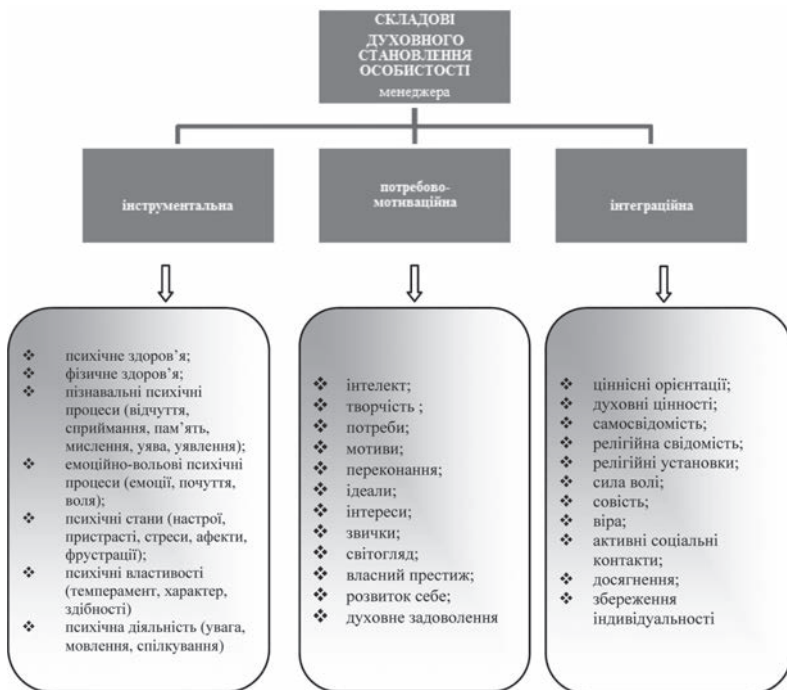 СКЛАДОВІ
ДУХОВНОГО
СТАНОВЛЕННЯ
ОСОБИСТОСТІ
менеджера
інструментальна
потребово-
мотиваційна
інтеграційна
❖ психічне здоров’я;
❖ фізичне здоров’я;
❖ пізнавальні психічні
процеси (відчуття,
сприймання, пам’ять,
мислення, уява, уявлення);
❖ емоційно-вольові психічні
процеси (емоції, почуття,
воля);
❖ психічні стани (настрої,
пристрасті, стреси, афекти,
фрустрації);
❖ психічні властивості
(темперамент, характер,
здібності)
❖ психічна діяльність (увага,
мовлення, спілкування)
❖ інтелект;
❖ творчість ;
❖ потреби;
❖ мотиви;
❖ переконання;
❖ ідеали;
❖ інтереси;
❖ звички;
❖ світогляд;
❖ власний престиж;
❖ розвиток себе;
❖ духовне задоволення
❖ ціннісні орієнтації;
❖ духовні цінності;
❖ самосвідомість;
❖ релігійна свідомість;
❖ релігійні установки;
❖ сила волі;
❖ совість;
❖ віра;
❖ активні соціальні
контакти;
❖ досягнення;
❖ збереження
індивідуальності